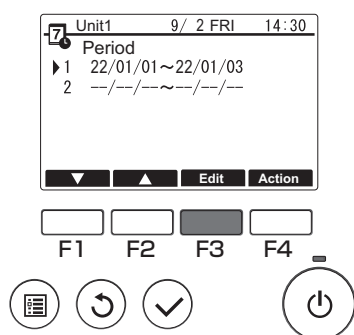 7 Unit1 9/ 2 FRI 14:30
Period
1 22/01/01~22/01/03
2 --/--/--~--/--/--
▼ ▲ Edit Action
F1 F2 F3 F4